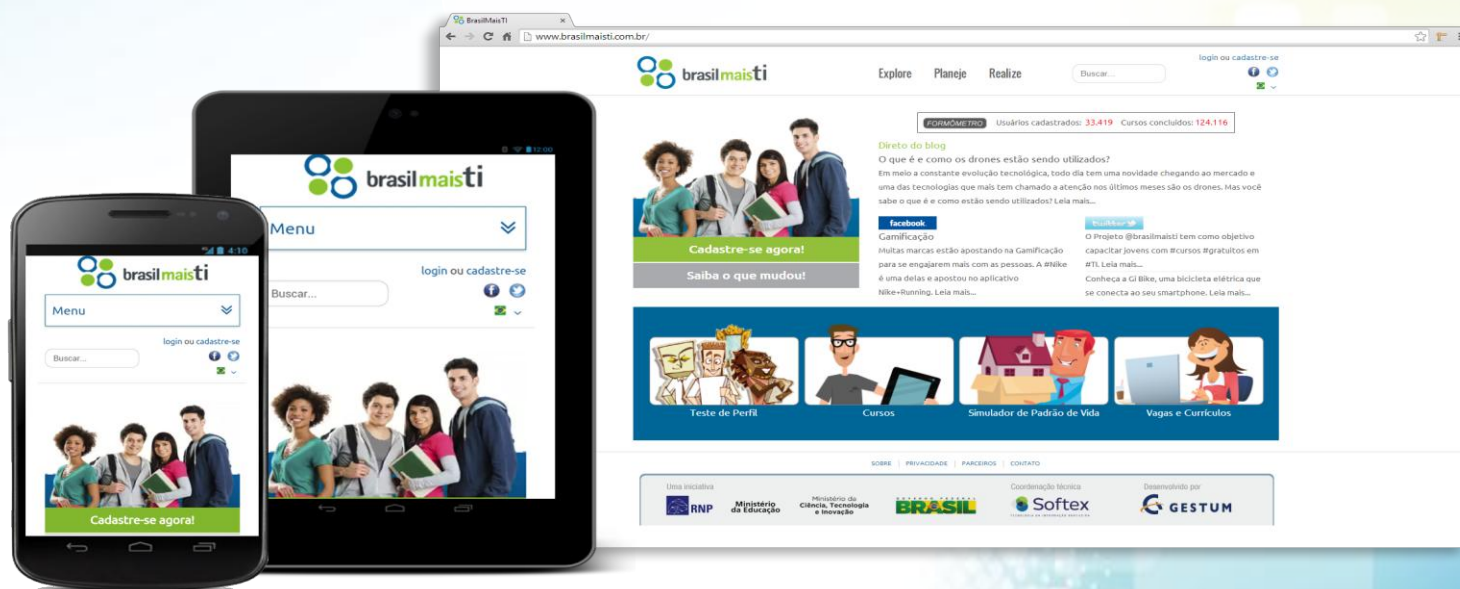 BrasilMaisTI
www.brasilmaisti.com.br/
login ou cadastre-se
brasilmaisti
Explore Planeje Realize
Buscar...
FORMÔMETRO Usuários cadastrados: 33.419 Cursos concluídos: 124.116
Direto do blog
O que é e como os drones estão sendo utilizados?
Em meio a constante evolução tecnológica, todo dia tem uma novidade chegando ao mercado e
uma das tecnologias que mais tem chamado a atenção nos últimos meses são os drones. Mas você
sabe o que é e como estão sendo utilizados? Leia mais...
Cadastre-se agora!
Saiba o que mudou!
facebook
Gamificação
Muitas marcas estão apostando na Gamificação
para se engajarem mais com as pessoas. A #Nike
é uma delas e apostou no aplicativo
Nike+Running. Leia mais...
twitter
O Projeto @brasilmaisti tem como objetivo
capacitar jovens com #cursos #gratuitos em
#TI. Leia mais...
Conheça a Gi Bike, uma bicicleta elétrica que
se conecta ao seu smartphone. Leia mais...
Teste de Perfil
Cursos
Simulador de Padrão de Vida
Vagas e Currículos
SOBRE | PRIVACIDADE | PARCEIROS | CONTATO
Uma iniciativa
Coordenação técnica
Desenvolvido por
RNP
Ministério
da Educação
Ministério da
Ciência, Tecnologia
e Inovação
GOVERNO FEDERAL
BRASIL
Softex
GESTUM
12:00
brasilmaisti
Menu
login ou cadastre-se
Buscar...
4:10
brasilmaisti
Menu
login ou cadastre-se
Buscar...
Cadastre-se agora!